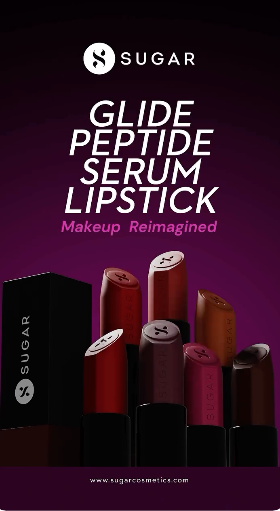 SUGAR
GLIDE
PEPTIDE
SERUM
LIPSTICK
Makeup Reimagined
SUGAR
www.sugarcosmetics.com